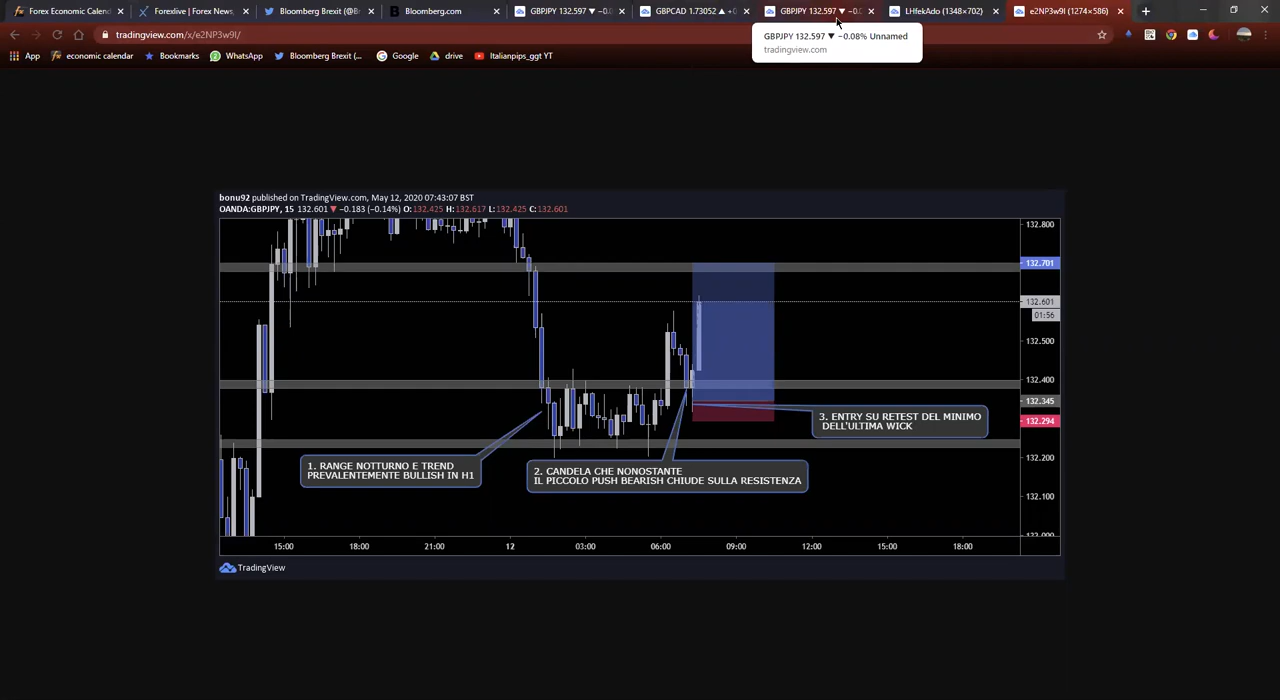 Forex Economic Calen
Forexlive | Forex News,
Bloomberg Brexit (@B
Bloomberg.com
GBPJPY 132.597 ▼ −0.0
GBPCAD 1.73052 ▲ +0
GBPJPY 132.597 ▼ −0.
LHfekAdo (1348×702)
e2NP3w9I (1274×586)
tradingview.com/x/e2NP3w9I/
GBPJPY 132.597 ▼ −0.08% Unnamed
tradingview.com
App
economic calendar
Bookmarks
WhatsApp
Bloomberg Brexit (...
Google
drive
Italianpips_ggt YT
bonu92 published on TradingView.com, May 12, 2020 07:43:07 BST
OANDA:GBPJPY, 15 132.601 ▼ −0.183 (−0.14%) O:132.425 H:132.617 L:132.425 C:132.601
132.800
132.701
132.601
01:56
132.500
132.400
132.345
132.294
132.200
132.100
132.000
3. ENTRY SU RETEST DEL MINIMO
DELL'ULTIMA WICK
1. RANGE NOTTURNO E TREND
PREVALENTEMENTE BULLISH IN H1
2. CANDELA CHE NONOSTANTE
IL PICCOLO PUSH BEARISH CHIUDE SULLA RESISTENZA
15:00
18:00
21:00
12
03:00
06:00
09:00
12:00
15:00
18:00
TradingView